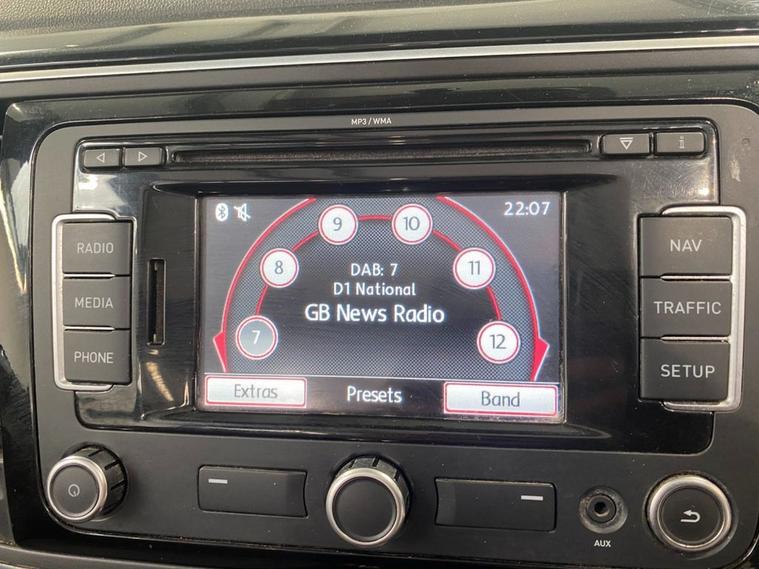 MP3 / WMA
RADIO
MEDIA
PHONE
22:07
7
8
9
10
11
12
DAB: 7
D1 National
GB News Radio
Extras
Presets
Band
NAV
TRAFFIC
SETUP
AUX